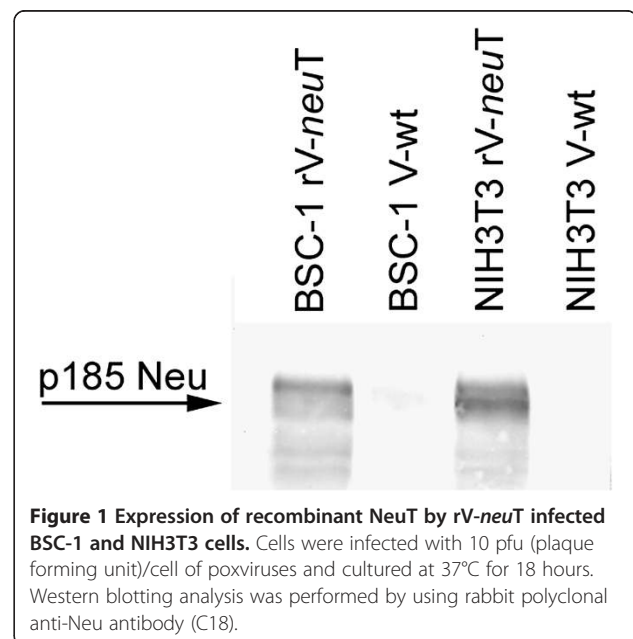 BSC-1 rV-neuT
BSC-1 V-wt
NIH3T3 rV-neuT
NIH3T3 V-wt
p185 Neu
Figure 1 Expression of recombinant NeuT by rV-neuT infected
BSC-1 and NIH3T3 cells. Cells were infected with 10 pfu (plaque
forming unit)/cell of poxviruses and cultured at 37°C for 18 hours.
Western blotting analysis was performed by using rabbit polyclonal
anti-Neu antibody (C18).